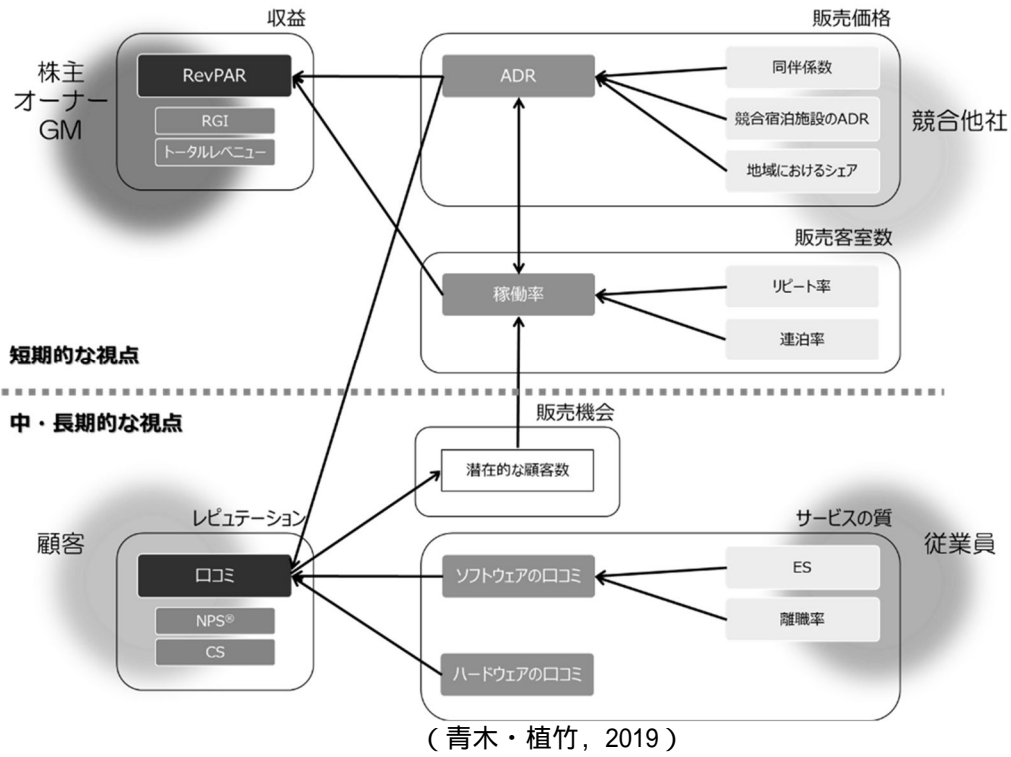 収益
販売価格
株主
オーナー
GM
RevPAR
RGI
トータルレベニュー
ADR
同伴係数
競合宿泊施設のADR
地域におけるシェア
競合他社
販売客室数
稼働率
リピート率
連泊率
短期的な視点
中・長期的な視点
販売機会
潜在的な顧客数
顧客
レピュテーション
口コミ
NPS®
CS
サービスの質
従業員
ソフトウェアの口コミ
ES
離職率
ハードウェアの口コミ
(青木・植竹, 2019)